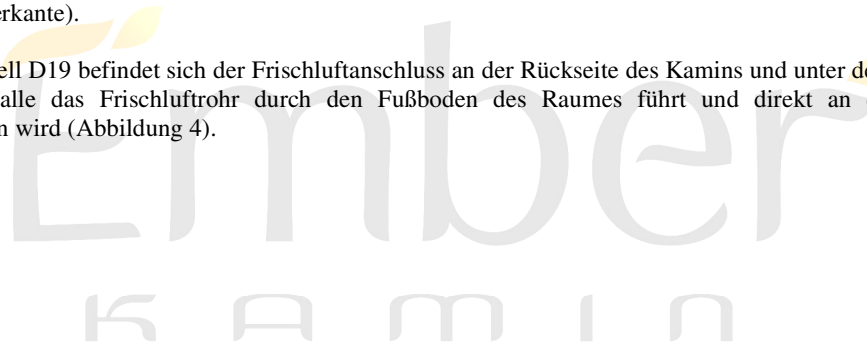 erkante).
ell D19 befindet sich der Frischluftanschluss an der Rückseite des Kamins und unter de
alle das Frischluftrohr durch den Fußboden des Raumes führt und direkt an
n wird (Abbildung 4).
Ember
KAMIN